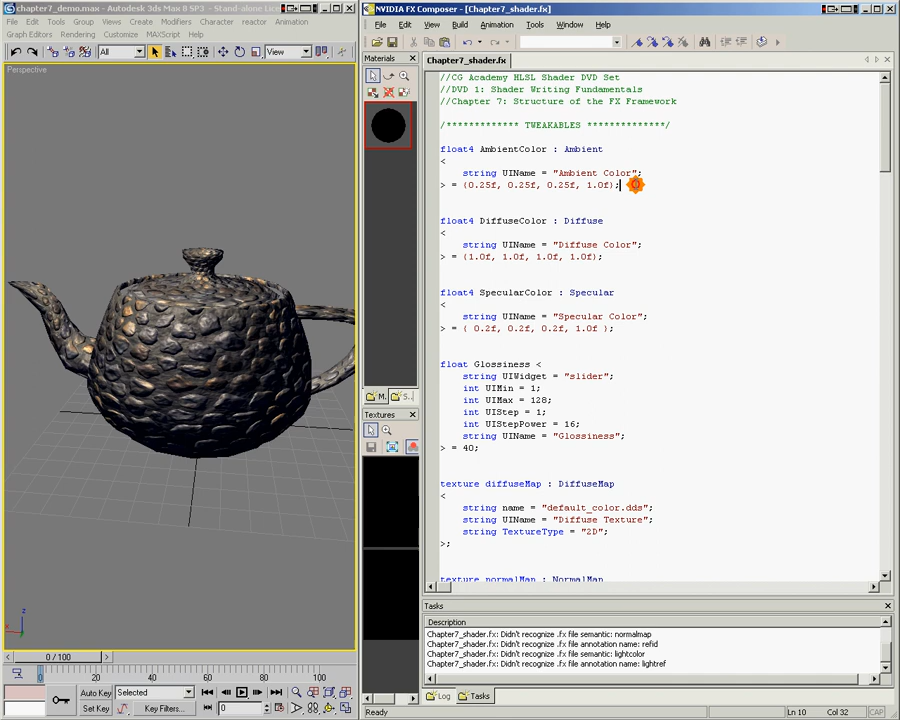 chapter7_demo.max - Autodesk 3ds Max 8 SP3 - Stand-alone Lice
File Edit Tools Group Views Create Modifiers Character reactor Animation
Graph Editors Rendering Customize MAXScript Help
All
View
Perspective
z
x
0 / 100
0 20 40 60 80 100
Auto Key
Selected
Set Key
Key Filters...
0
NVIDIA FX Composer - [Chapter7_shader.fx]
File Edit View Tools Window Help
Materials
Chapter7_shader.fx
M.
S..
Textures
//CG Academy HLSL Shader DVD Set
//DVD 1: Shader Writing Fundamentals
//Chapter 7: Structure of the FX Framework
/************* TWEAKABLES **************/
float4 AmbientColor : Ambient
<
string UIName = "Ambient Color";
> = {0.25f, 0.25f, 0.25f, 1.0f};
float4 DiffuseColor : Diffuse
<
string UIName = "Diffuse Color";
> = {1.0f, 1.0f, 1.0f, 1.0f};
float4 SpecularColor : Specular
<
string UIName = "Specular Color";
> = { 0.2f, 0.2f, 0.2f, 1.0f };
float Glossiness <
string UIWidget = "slider";
int UIMin = 1;
int UIMax = 128;
int UIStep = 1;
int UIStepPower = 16;
string UIName = "Glossiness";
> = 40;
texture diffuseMap : DiffuseMap
<
string name = "default_color.dds";
string UIName = "Diffuse Texture";
string TextureType = "2D";
>;
texture normalMap : NormalMap
Tasks
Description
Chapter7_shader.fx: Didn't recognize .fx file semantic: normalmap
Chapter7_shader.fx: Didn't recognize .fx file annotation name: refid
Chapter7_shader.fx: Didn't recognize .fx file semantic: lightcolor
Chapter7_shader.fx: Didn't recognize .fx file annotation name: lightref
Log
Tasks
Ready
Ln 10 Col 32 CAP